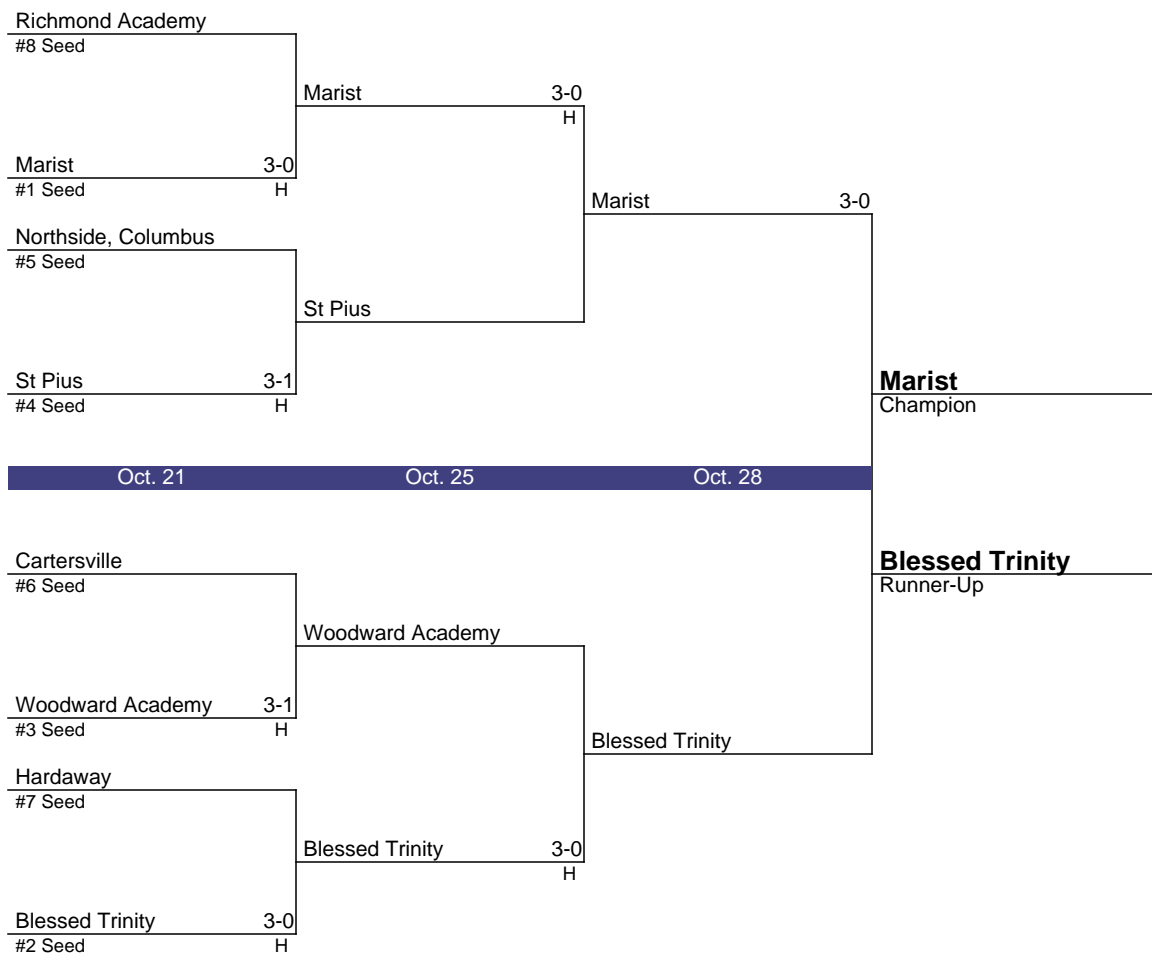 Richmond Academy
#8 Seed
Marist 3-0
H
Marist 3-0
#1 Seed H
Marist 3-0
Northside, Columbus
#5 Seed
St Pius
St Pius 3-1
#4 Seed H
Marist
Champion
Oct. 21 Oct. 25 Oct. 28
Cartersville
#6 Seed
Blessed Trinity
Runner-Up
Woodward Academy
Woodward Academy 3-1
#3 Seed H
Blessed Trinity
Hardaway
#7 Seed
Blessed Trinity 3-0
H
Blessed Trinity 3-0
#2 Seed H